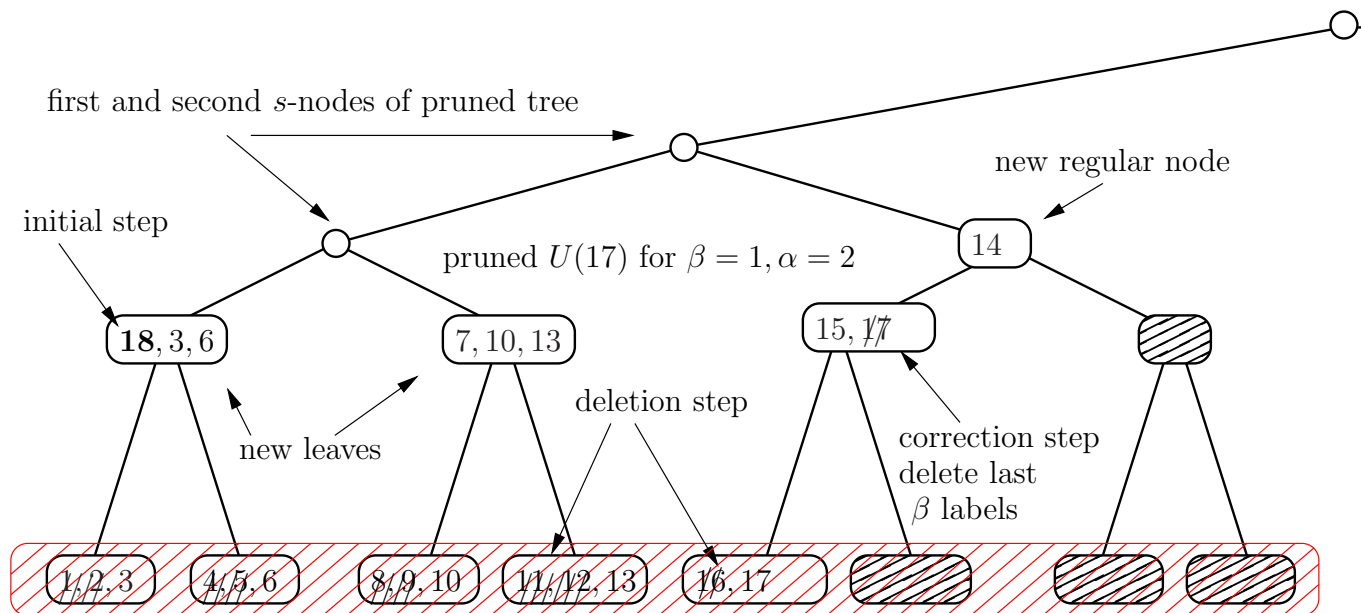 first and second s-nodes of pruned tree
new regular node
initial step
14
pruned U(17) for β = 1, α = 2
18, 3, 6
7, 10, 13
15, 17
deletion step
new leaves
correction step
delete last
β labels
1, 2, 3
4, 5, 6
8, 9, 10
11, 12, 13
16, 17